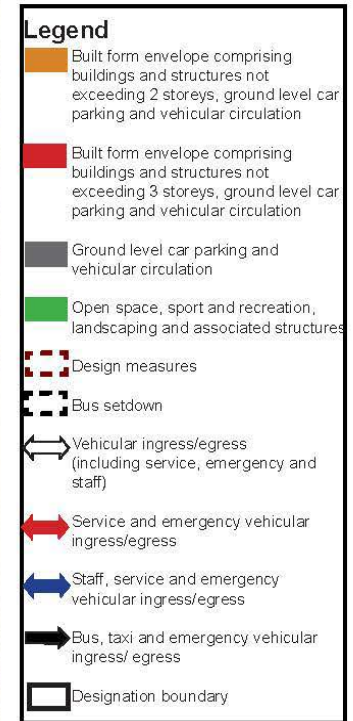 Legend
Built form envelope comprising
buildings and structures not
exceeding 2 storeys, ground level car
parking and vehicular circulation
Built form envelope comprising
buildings and structures not
exceeding 3 storeys, ground level car
parking and vehicular circulation
Ground level car parking and
vehicular circulation
Open space, sport and recreation,
landscaping and associated structures
Design measures
Bus setdown
Vehicular ingress/egress
(including service, emergency and
staff)
Service and emergency vehicular
ingress/egress
Staff, service and emergency
vehicular ingress/egress
Bus, taxi and emergency vehicular
ingress/ egress
Designation boundary